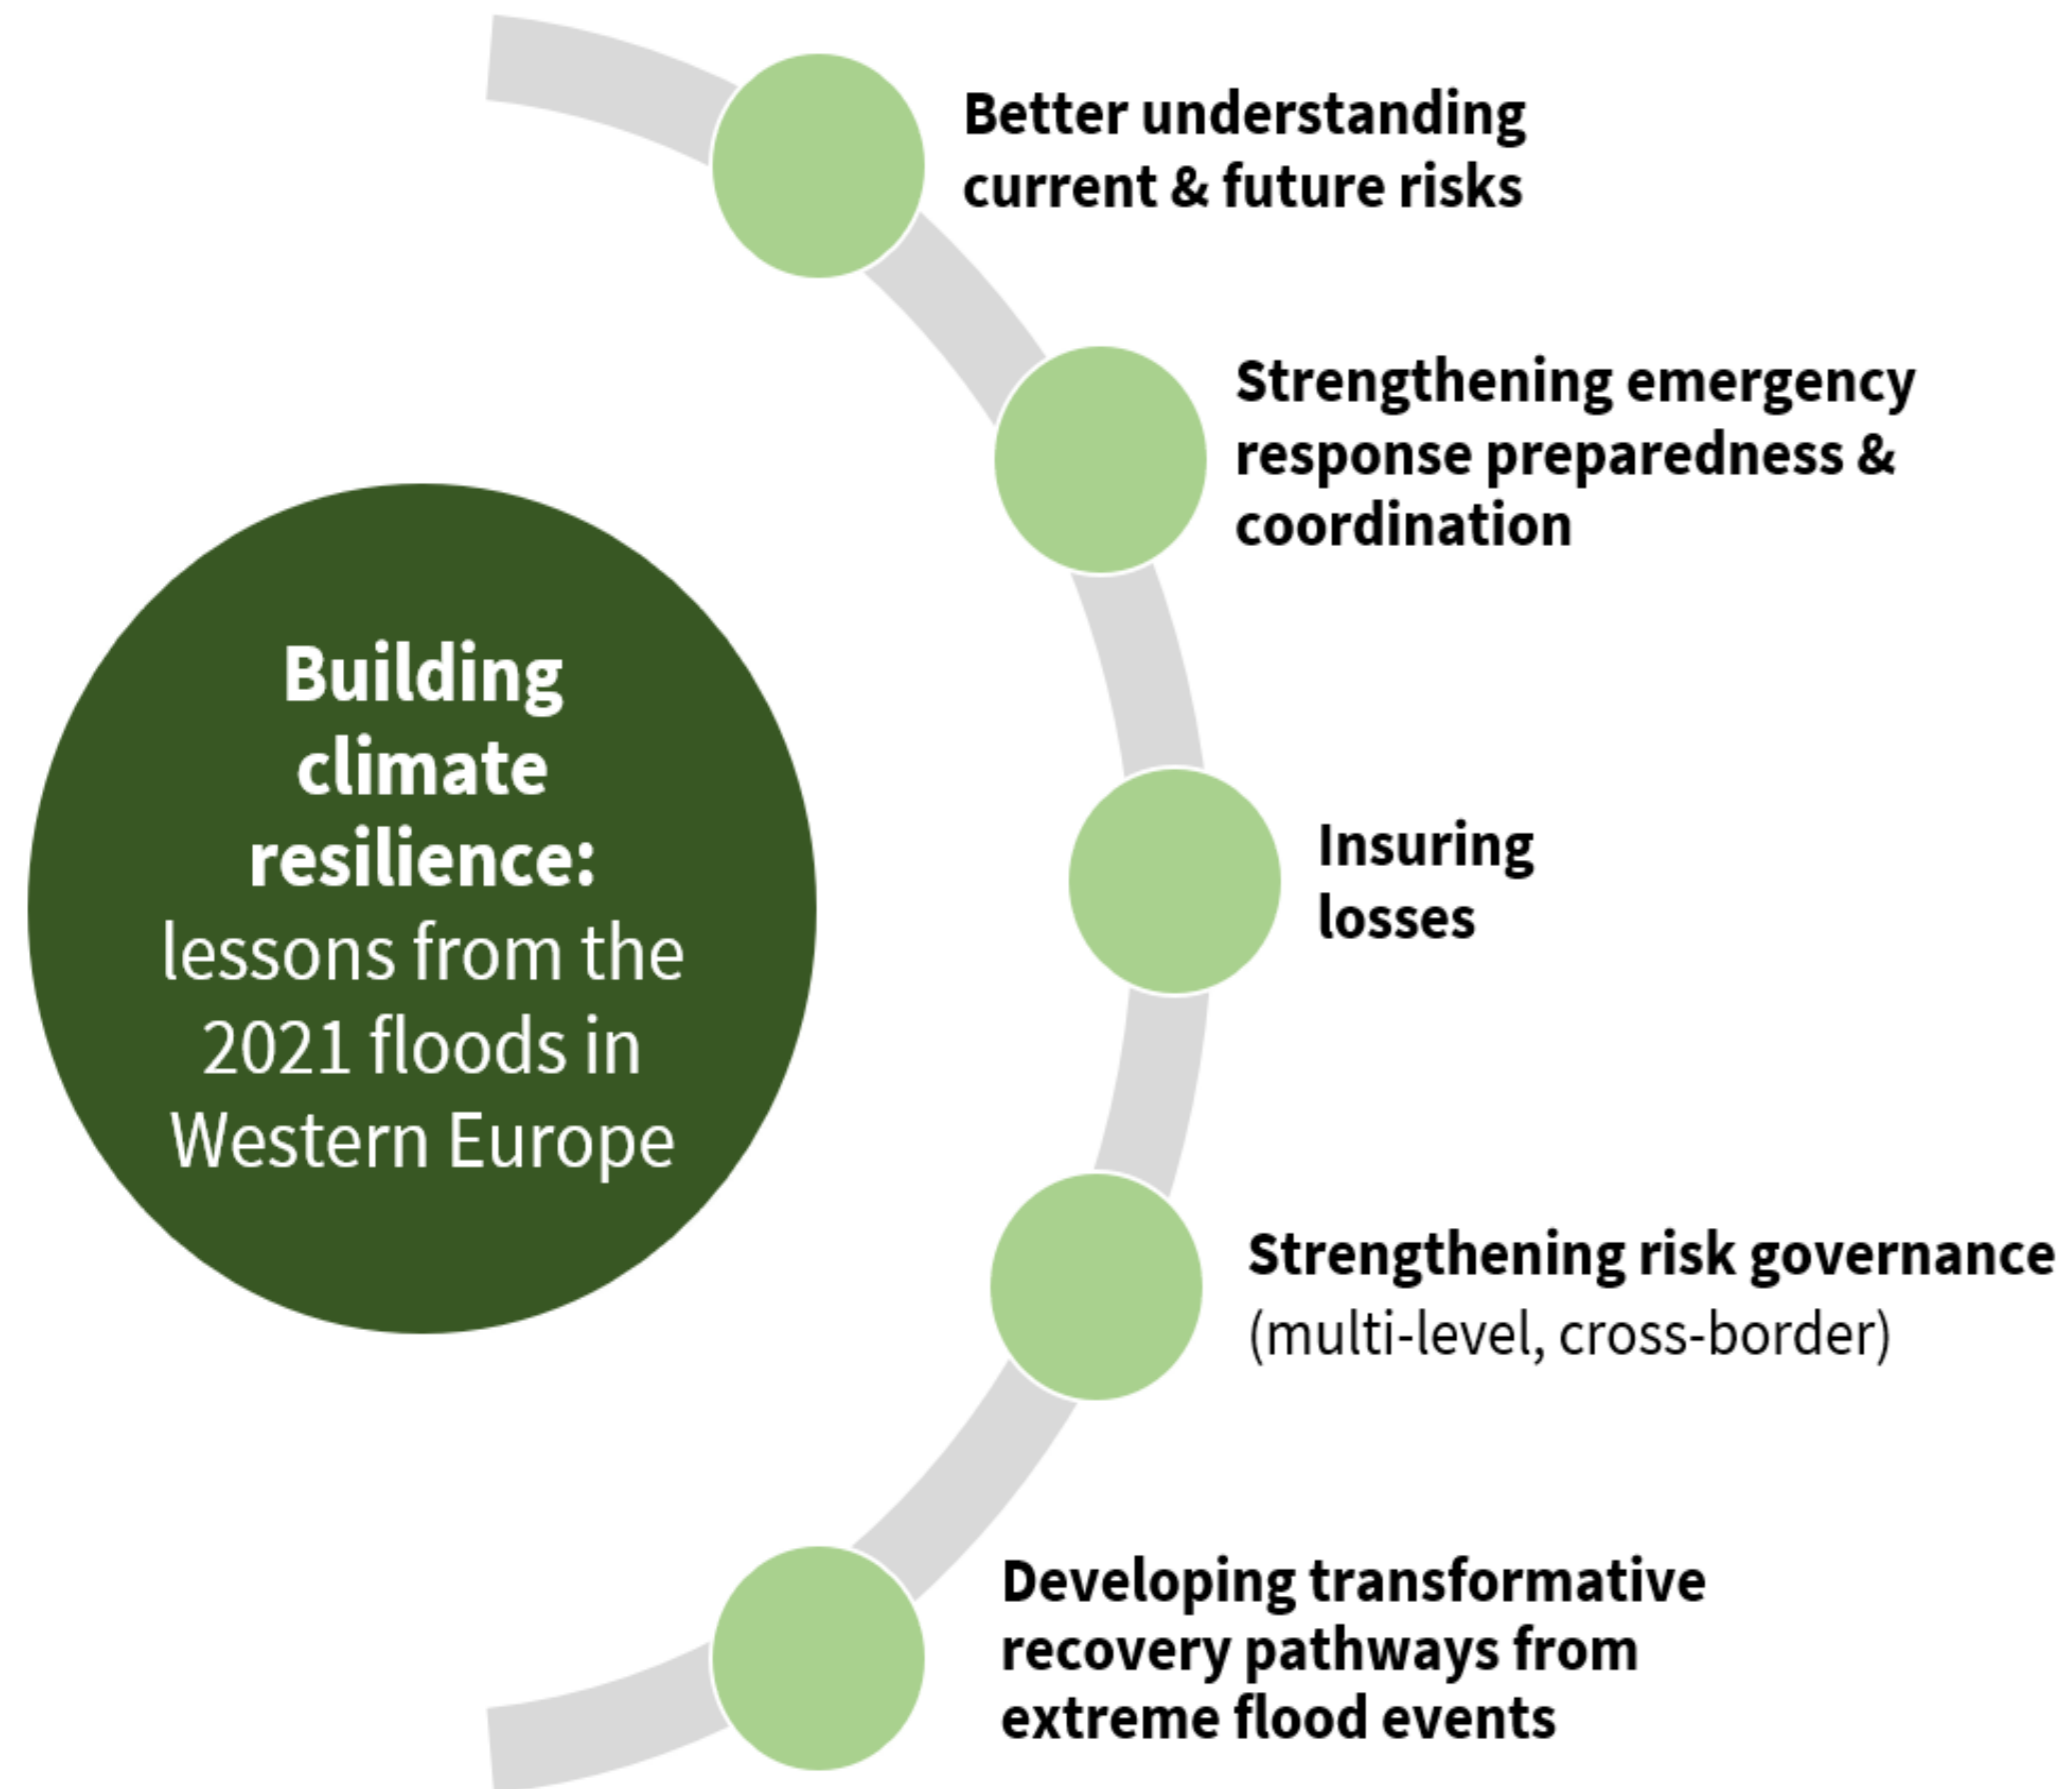 Building
climate
resilience:
lessons from the
2021 floods in
Western Europe
Better understanding
current & future risks
Strengthening emergency
response preparedness &
coordination
Insuring
losses
Strengthening risk governance
(multi-level, cross-border)
Developing transformative
recovery pathways from
extreme flood events